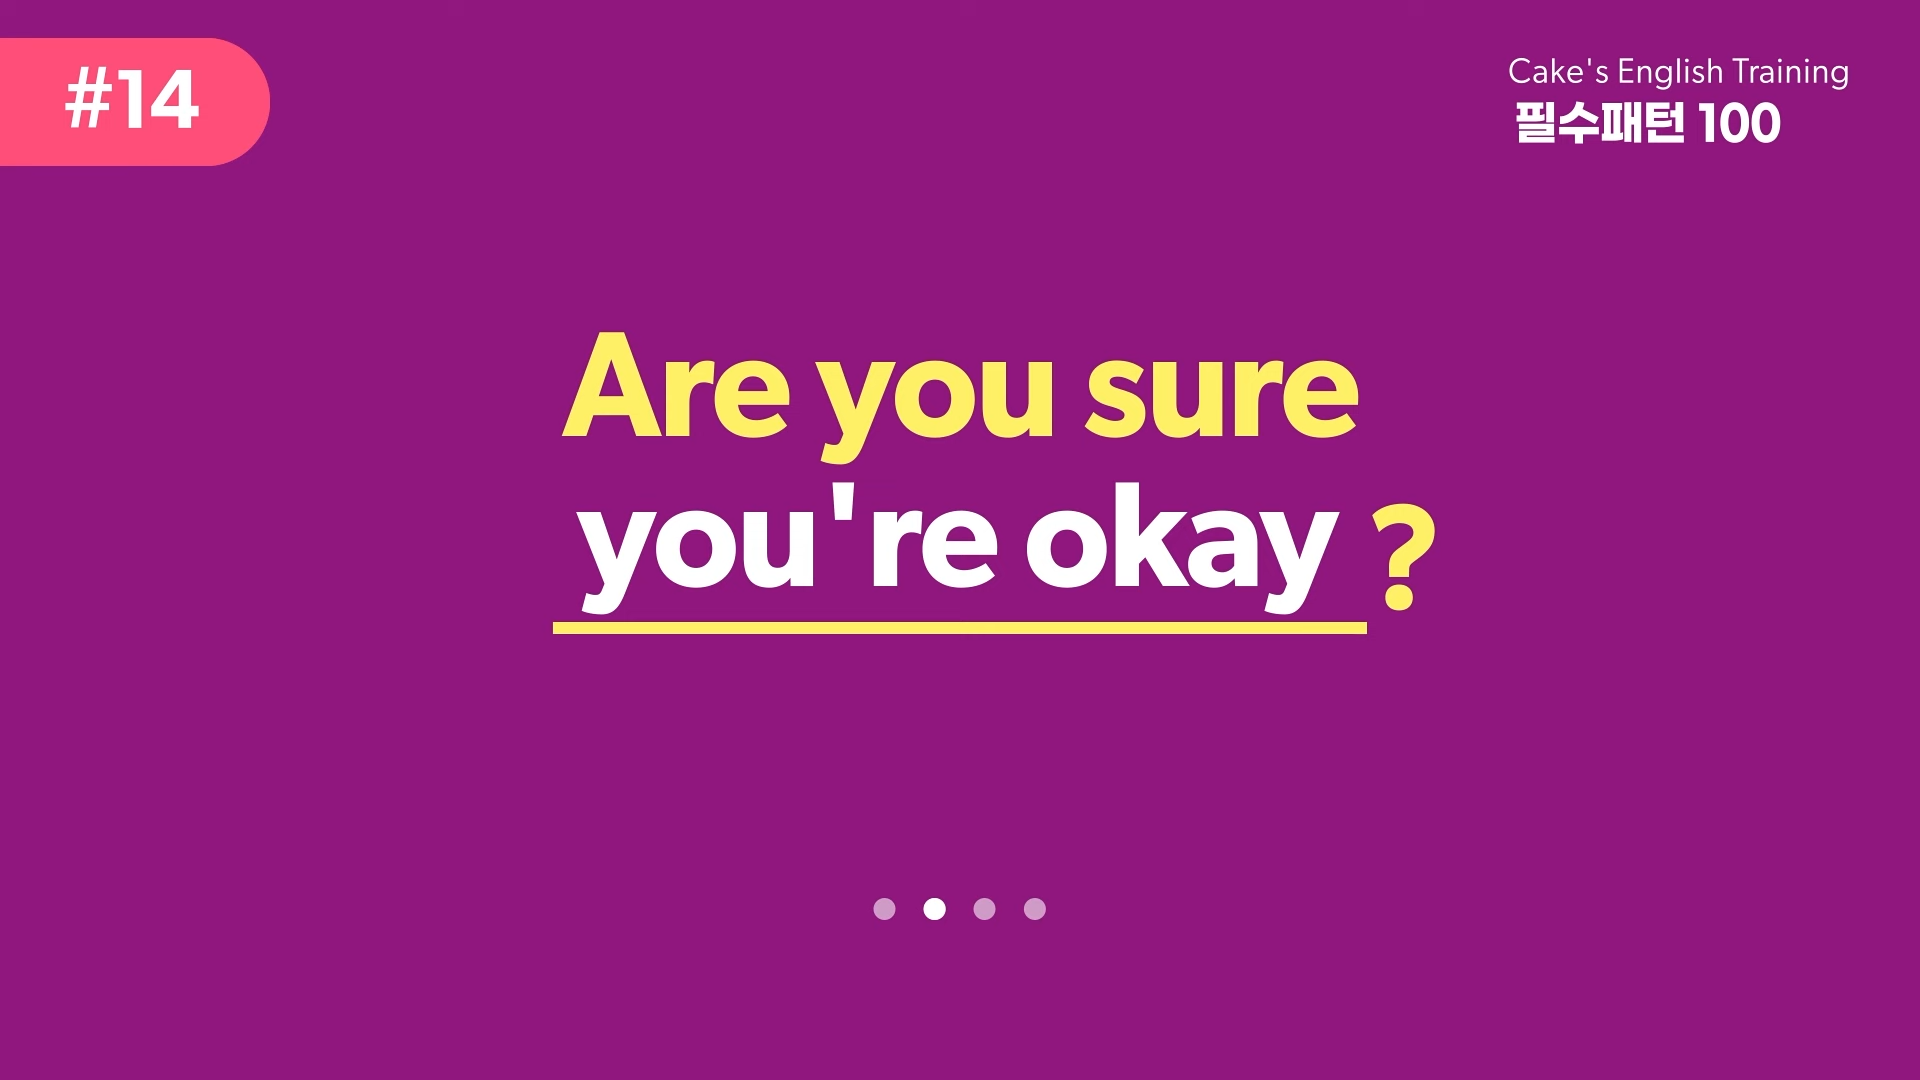 #14
Cake's English Training
필수패턴 100
Are you sure
you're okay ?